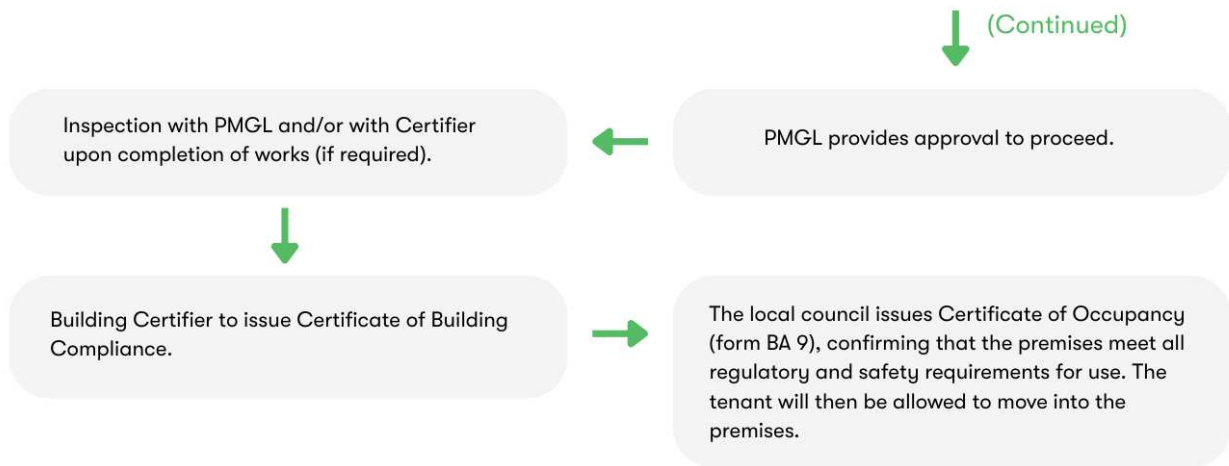 (Continued)
PMGL provides approval to proceed.
Inspection with PMGL and/or with Certifier
upon completion of works (if required).
Building Certifier to issue Certificate of Building
Compliance.
The local council issues Certificate of Occupancy
(form BA 9), confirming that the premises meet all
regulatory and safety requirements for use. The
tenant will then be allowed to move into the
premises.